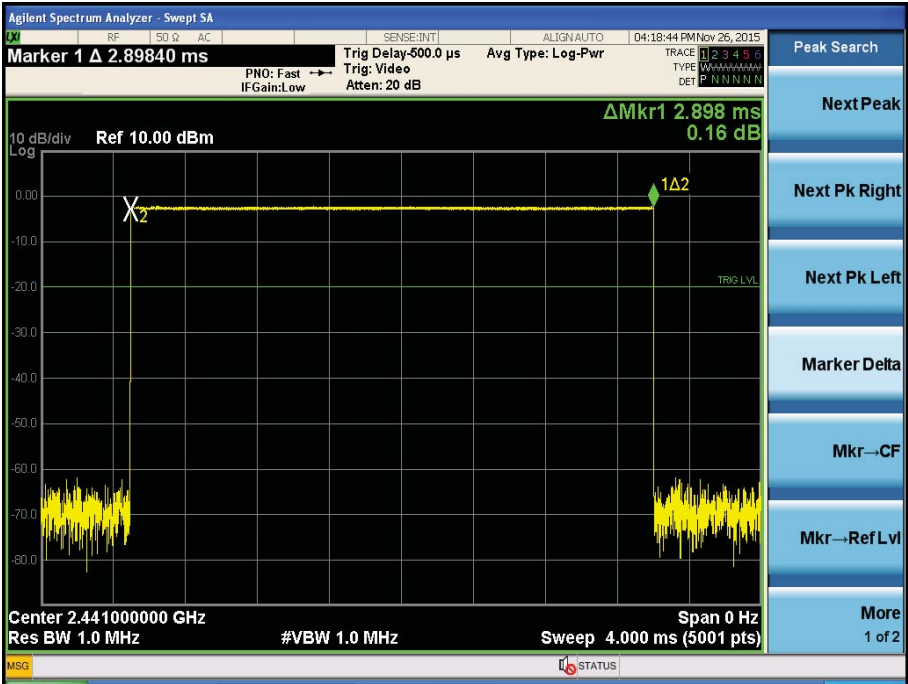 Agilent Spectrum Analyzer - Swept SA
LXI RF 50 Ω AC SENSE:INT ALIGN AUTO 04:18:44 PM Nov 26, 2015
Marker 1 Δ 2.89840 ms
PNO: Fast
IFGain:Low
Trig Delay-500.0 µs
Trig: Video
Atten: 20 dB
Avg Type: Log-Pwr
TRACE 1 2 3 4 5 6
TYPE WWWWWW
DET P N N N N N
ΔMkr1 2.898 ms
0.16 dB
10 dB/div Ref 10.00 dBm
Log
0.00
-10.0
-20.0
-30.0
-40.0
-50.0
-60.0
-70.0
-80.0
2
1Δ2
TRIG LVL
Center 2.441000000 GHz Span 0 Hz
Res BW 1.0 MHz #VBW 1.0 MHz Sweep 4.000 ms (5001 pts)
MSG STATUS
Peak Search
Next Peak
Next Pk Right
Next Pk Left
Marker Delta
Mkr→CF
Mkr→Ref Lvl
More
1 of 2